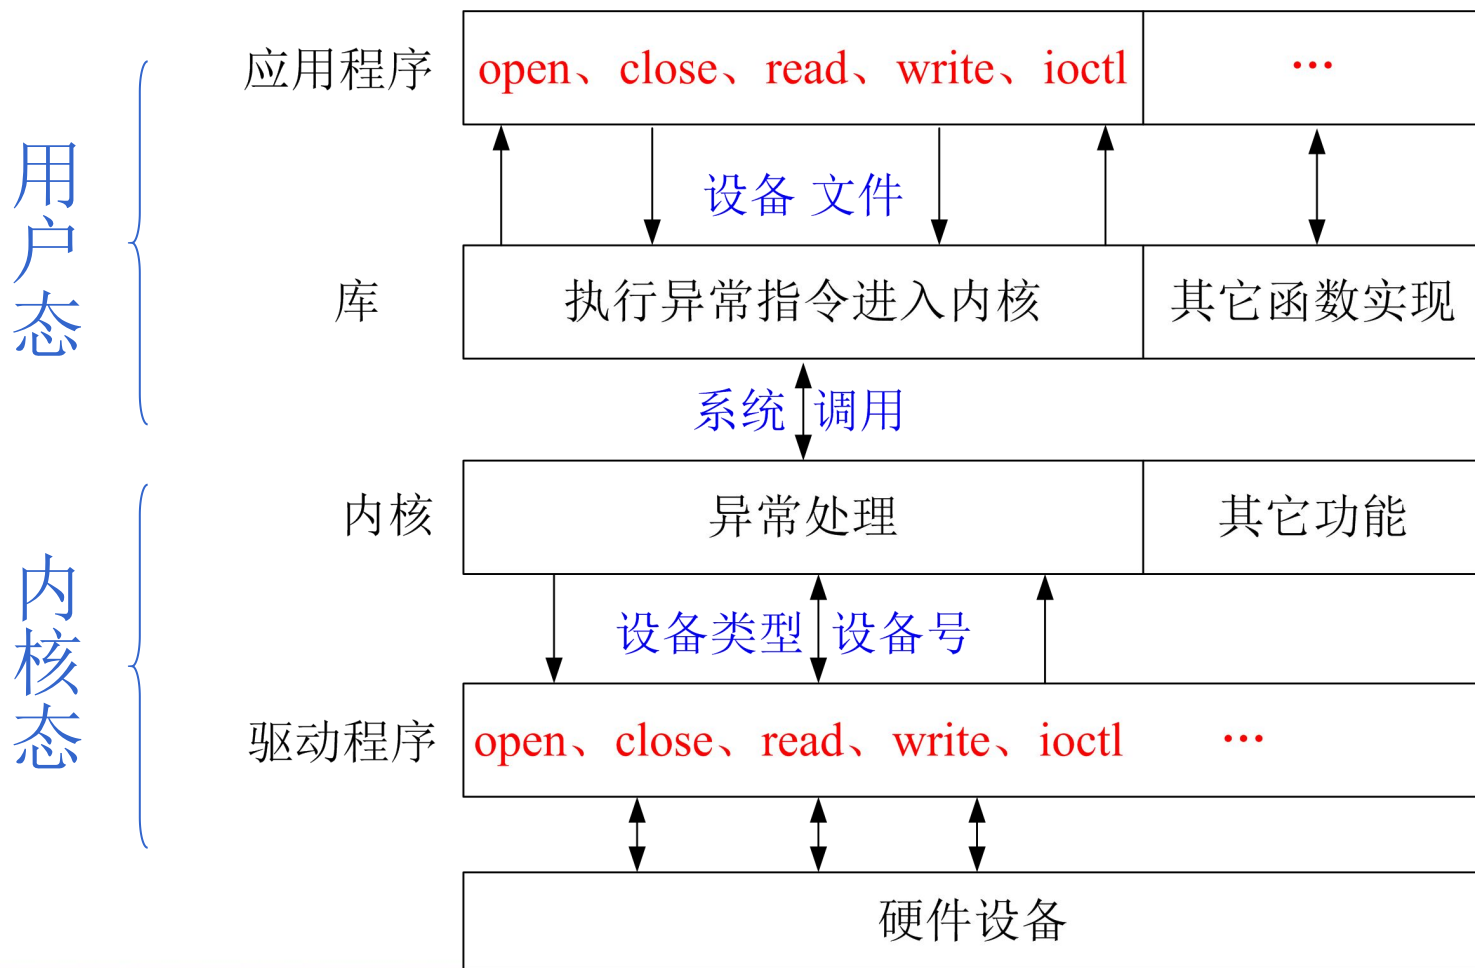 用户态
应用程序
open、close、read、write、ioctl
…
设备 文件
库
执行异常指令进入内核
其它函数实现
系统 调用
内核态
内核
异常处理
其它功能
设备类型 设备号
驱动程序
open、close、read、write、ioctl …
硬件设备